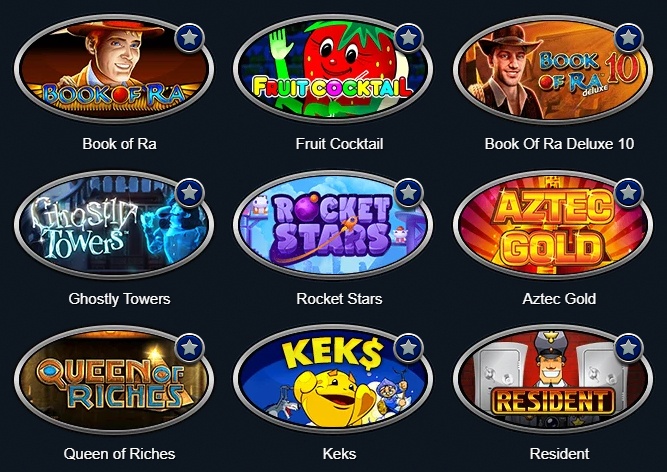 BOOK OF RA
FRUIT COCKTAIL
BOOK
OF RA 10
deluxe
Book of Ra
Fruit Cocktail
Book Of Ra Deluxe 10
Ghostly
TOWERS™
ROCKET
STARS
AZTEC
GOLD
Ghostly Towers
Rocket Stars
Aztec Gold
QUEEN OF
RICHES
KEK$
RESIDENT
Queen of Riches
Keks
Resident